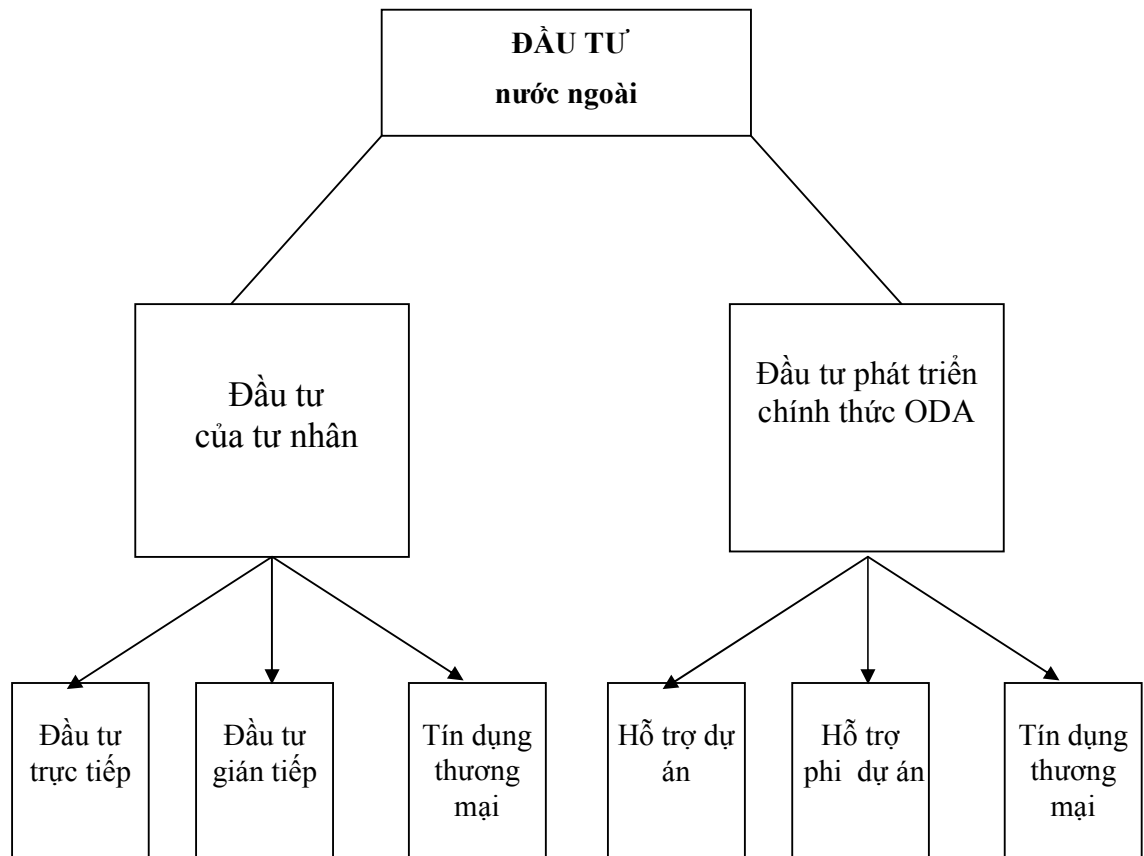 ĐẦU TƯ
nước ngoài
Đầu tư
của tư nhân
Đầu tư phát triển
chính thức ODA
Đầu tư
trực tiếp
Đầu tư
gián tiếp
Tín dụng
thương
mại
Hỗ trợ dự
án
Hỗ trợ
phi dự án
Tín dụng
thương
mại